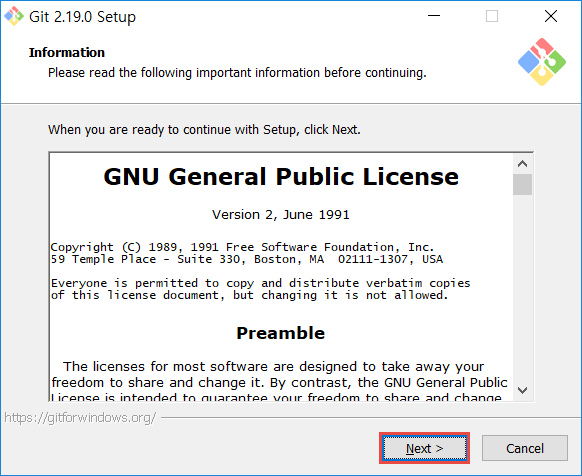 Git 2.19.0 Setup
Information
Please read the following important information before continuing.
When you are ready to continue with Setup, click Next.
GNU General Public License
Version 2, June 1991
Copyright (C) 1989, 1991 Free Software Foundation, Inc.
59 Temple Place - Suite 330, Boston, MA  02111-1307, USA
Everyone is permitted to copy and distribute verbatim copies
of this license document, but changing it is not allowed.
Preamble
The licenses for most software are designed to take away your
freedom to share and change it. By contrast, the GNU General Public
License is intended to guarantee your freedom to share and change
https://gitforwindows.org/
Next >
Cancel